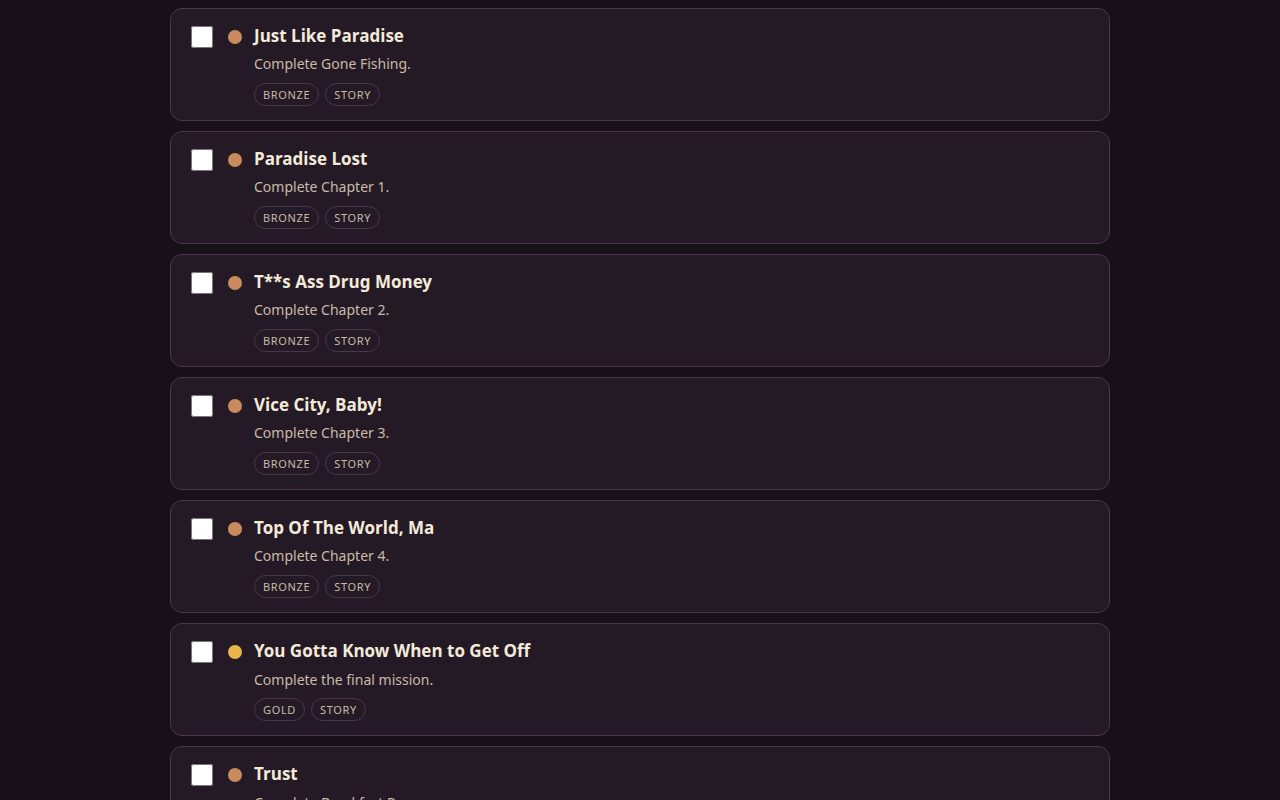 Just Like Paradise
Complete Gone Fishing.
BRONZE STORY
Paradise Lost
Complete Chapter 1.
BRONZE STORY
T**s Ass Drug Money
Complete Chapter 2.
BRONZE STORY
Vice City, Baby!
Complete Chapter 3.
BRONZE STORY
Top Of The World, Ma
Complete Chapter 4.
BRONZE STORY
You Gotta Know When to Get Off
Complete the final mission.
GOLD STORY
Trust